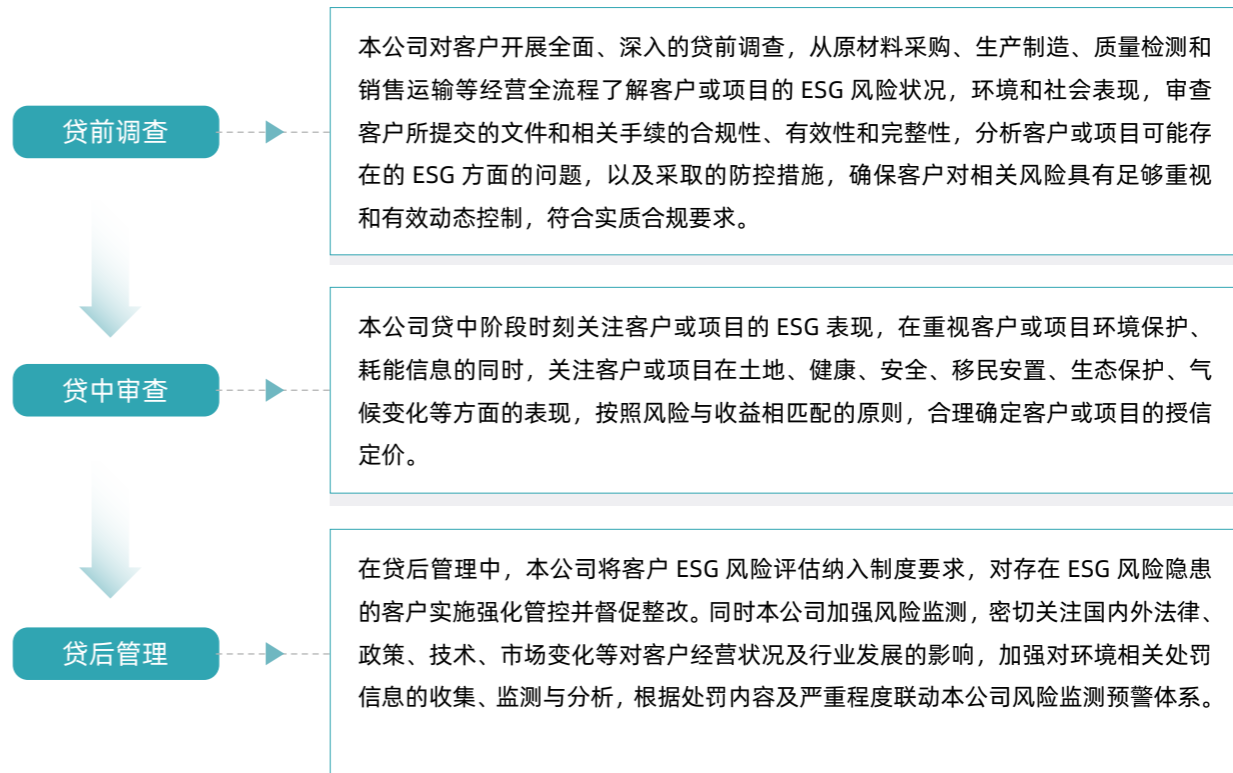 贷前调查
本公司对客户开展全面、深入的贷前调查，从原材料采购、生产制造、质量检测和
销售运输等经营全流程了解客户或项目的 ESG 风险状况，环境和社会表现，审查
客户所提交的文件和相关手续的合规性、有效性和完整性，分析客户或项目可能存
在的 ESG 方面的问题，以及采取的防控措施，确保客户对相关风险具有足够重视
和有效动态控制，符合实质合规要求。
贷中审查
本公司贷中阶段时刻关注客户或项目的 ESG 表现，在重视客户或项目环境保护、
耗能信息的同时，关注客户或项目在土地、健康、安全、移民安置、生态保护、气
候变化等方面的表现，按照风险与收益相匹配的原则，合理确定客户或项目的授信
定价。
贷后管理
在贷后管理中，本公司将客户 ESG 风险评估纳入制度要求，对存在 ESG 风险隐患
的客户实施强化管控并督促整改。同时本公司加强风险监测，密切关注国内外法律、
政策、技术、市场变化等对客户经营状况及行业发展的影响，加强对环境相关处罚
信息的收集、监测与分析，根据处罚内容及严重程度联动本公司风险监测预警体系。